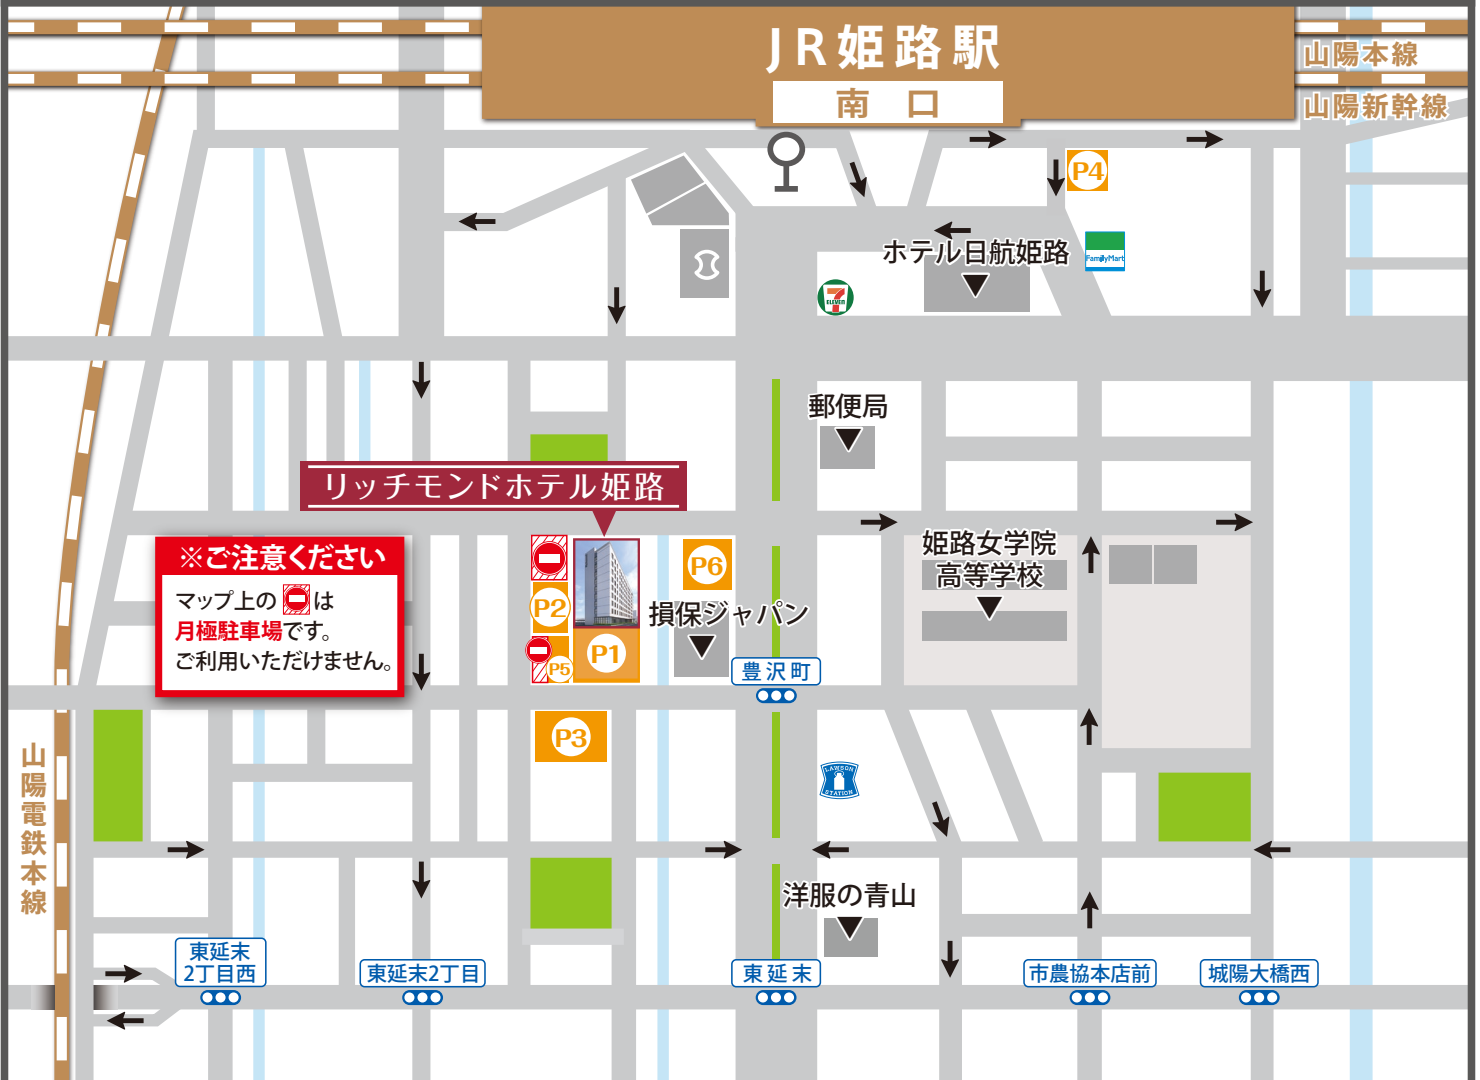 JR姫路駅
南 口
山陽本線
山陽新幹線
P4
ホテル日航姫路
FamilyMart
7
ELEVEN
郵便局
リッチモンドホテル姫路
※ご注意ください
マップ上の は
月極駐車場です。
ご利用いただけません。
P2
P5
P1
P6
損保ジャパン
姫路女学院
高等学校
豊沢町
P3
LAWSON
STATION
山陽電鉄本線
洋服の青山
東延末
2丁目西
東延末2丁目
東延末
市農協本店前
城陽大橋西